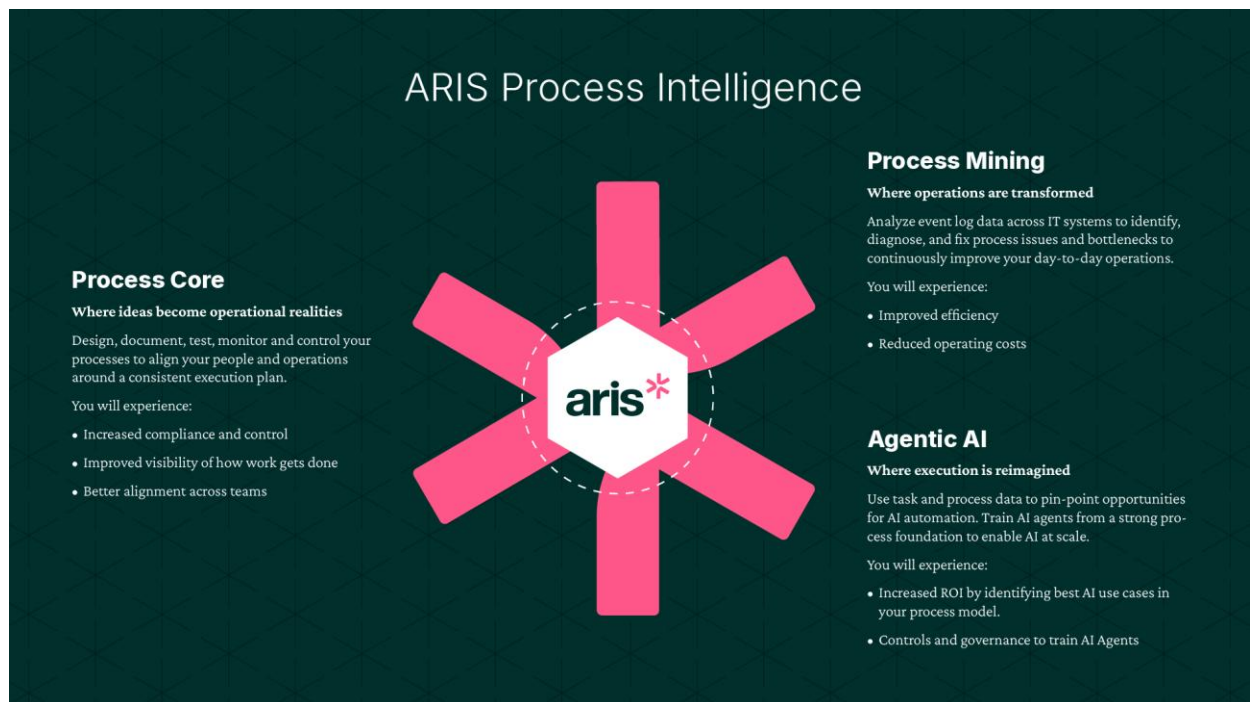 ARIS Process Intelligence
Process Core
Where ideas become operational realities
Design, document, test, monitor and control your
processes to align your people and operations
around a consistent execution plan.
You will experience:
• Increased compliance and control
• Improved visibility of how work gets done
• Better alignment across teams
aris*
Process Mining
Where operations are transformed
Analyze event log data across IT systems to identify,
diagnose, and fix process issues and bottlenecks to
continuously improve your day-to-day operations.
You will experience:
• Improved efficiency
• Reduced operating costs
Agentic AI
Where execution is reimagined
Use task and process data to pin-point opportunities
for AI automation. Train AI agents from a strong pro-
cess foundation to enable AI at scale.
You will experience:
• Increased ROI by identifying best AI use cases in
your process model.
• Controls and governance to train AI Agents